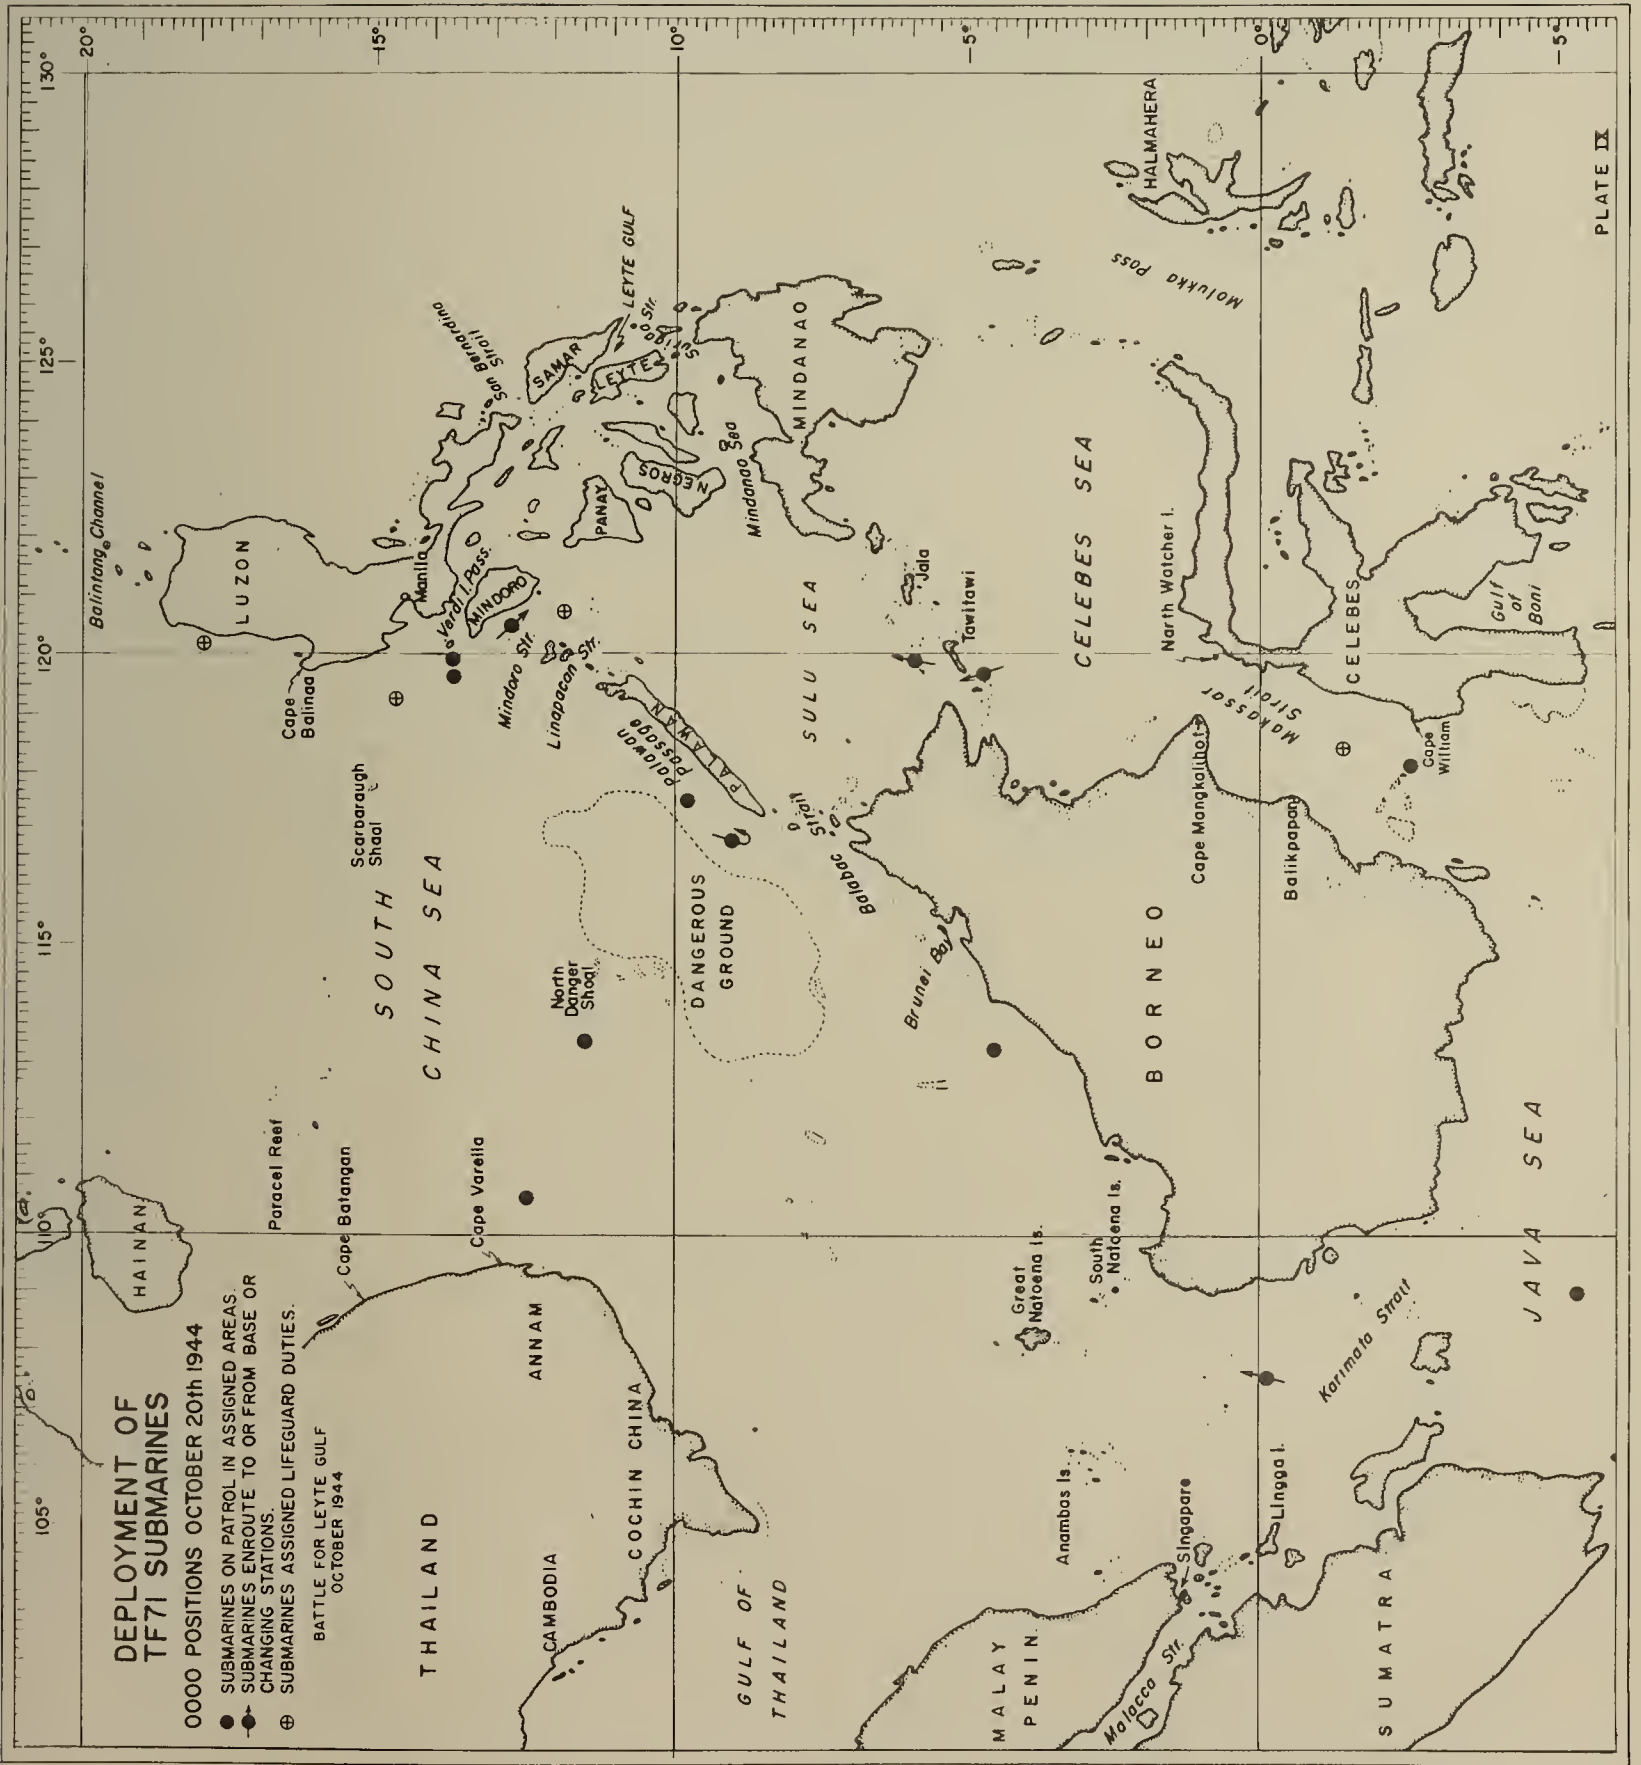 DEPLOYMENT OF
TF71 SUBMARINES
0000 POSITIONS OCTOBER 20th 1944
SUBMARINES ON PATROL IN ASSIGNED AREAS.
SUBMARINES ENROUTE TO OR FROM BASE OR
CHANGING STATIONS.
SUBMARINES ASSIGNED LIFEGUARD DUTIES.
BATTLE FOR LEYTE GULF
OCTOBER 1944
105°
110°
115°
120°
125°
130°
20°
15°
10°
5°
0°
5°
HAINAN
Paracel Reef
Cape Batangan
Cape Varella
ANNAM
THAILAND
CAMBODIA
COCHIN CHINA
GULF OF
THAILAND
SOUTH
CHINA SEA
Scarbaraugh
Shaal
North
Danger
Shoal
DANGEROUS
GROUND
Balintang Channel
LUZON
Cape
Balinaa
Manila
Verdi I. Pass.
MINDORO
Mindoro Str.
Linapacan Str.
Palawan
Passage
PALAWAN
San Bernardino
Strait
SAMAR
LEYTE GULF
LEYTE
Surigao Str.
PANAY
NEGROS
Mindanao
Sea
MINDANAO
SULU SEA
Jala
Tawitawi
Balabac
Strait
Brunei Bay
BORNEO
CELEBES SEA
North Watcher I.
Makassar
Strait
Cape Mangkalihat
Balikpapan
Cape
William
CELEBES
Gulf
of
Boni
Molukka Pass
HALMAHERA
Great
Natoena Is.
South
Natoena Is.
Anambas Is.
Singapare
Lingga I.
MALAY
PENIN.
Malacca Str.
SUMATRA
Karimata Strait
JAVA SEA
PLATE IX